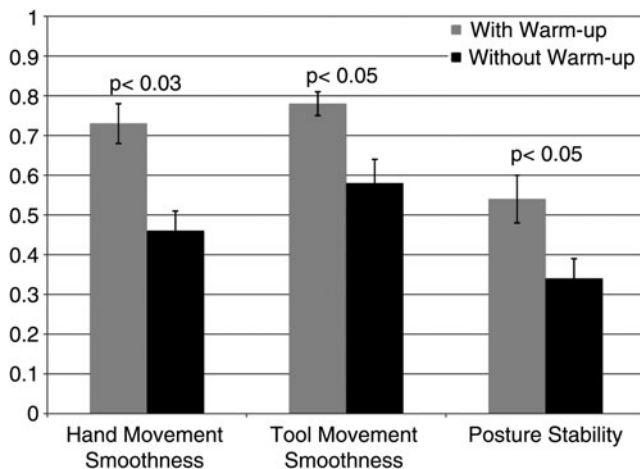 1
With Warm-up
0.9
Without Warm-up
p< 0.03
p< 0.05
0.8
0.7
p< 0.05
0.6
0.5
0.4
0.3
0.2
0.1
0
Hand Movement
Smoothness
Tool Movement
Smoothness
Posture Stability